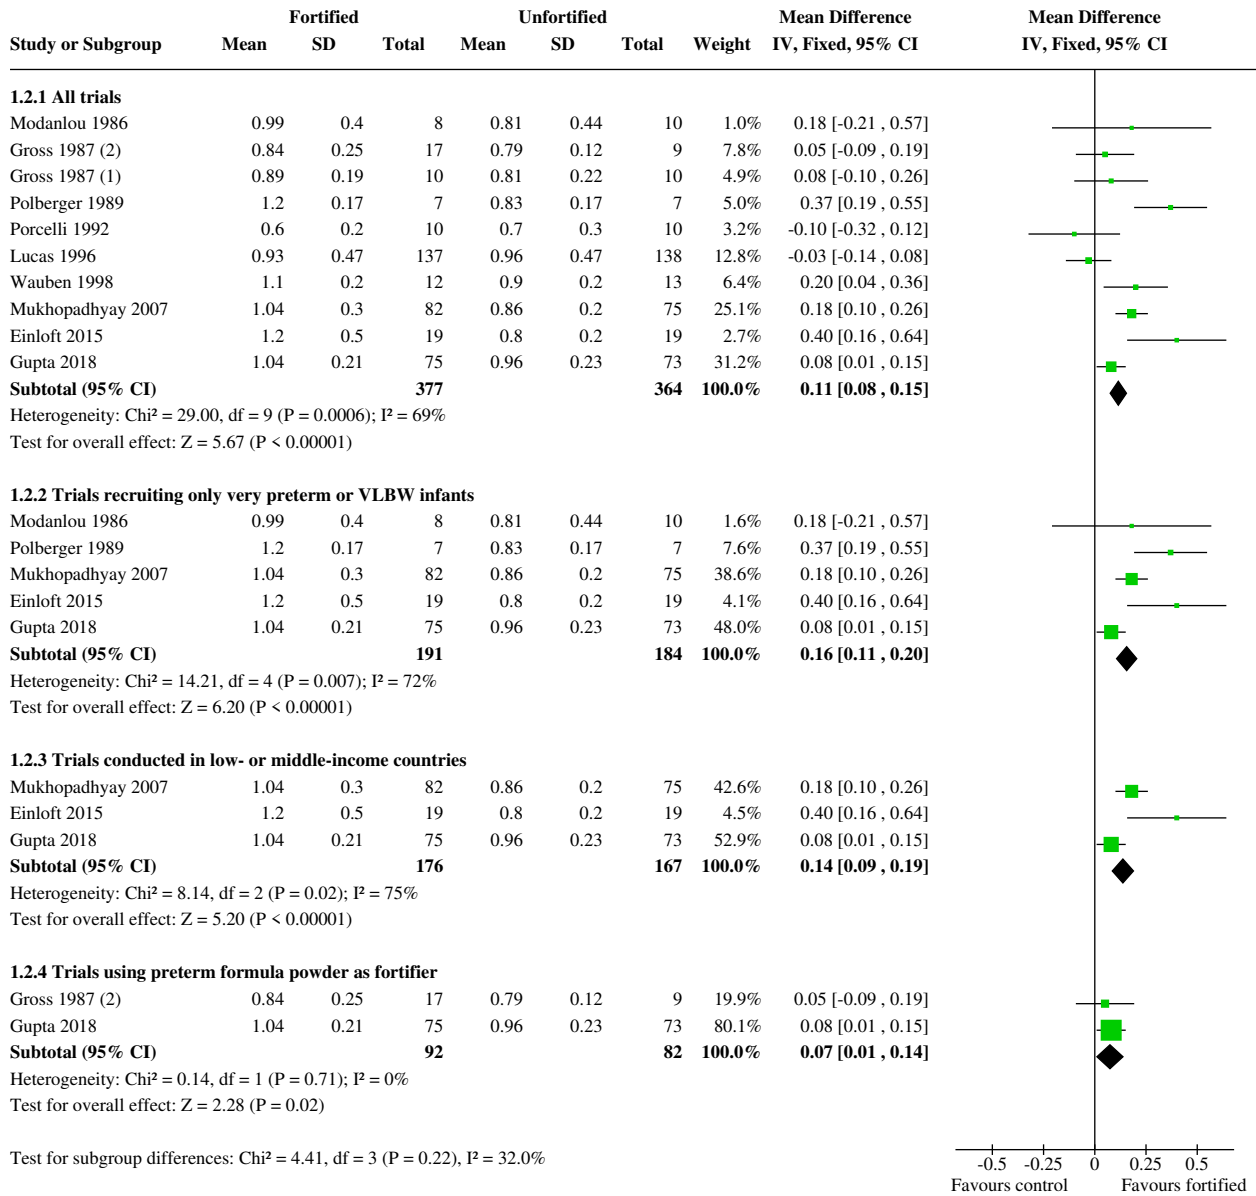 Fortified Unfortified Mean Difference Mean Difference
Study or Subgroup Mean SD Total Mean SD Total Weight IV, Fixed, 95% CI IV, Fixed, 95% CI
1.2.1 All trials
Modanlou 1986 0.99 0.4 8 0.81 0.44 10 1.0% 0.18 [-0.21 , 0.57]
Gross 1987 (2) 0.84 0.25 17 0.79 0.12 9 7.8% 0.05 [-0.09 , 0.19]
Gross 1987 (1) 0.89 0.19 10 0.81 0.22 10 4.9% 0.08 [-0.10 , 0.26]
Polberger 1989 1.2 0.17 7 0.83 0.17 7 5.0% 0.37 [0.19 , 0.55]
Porcelli 1992 0.6 0.2 10 0.7 0.3 10 3.2% -0.10 [-0.32 , 0.12]
Lucas 1996 0.93 0.47 137 0.96 0.47 138 12.8% -0.03 [-0.14 , 0.08]
Wauben 1998 1.1 0.2 12 0.9 0.2 13 6.4% 0.20 [0.04 , 0.36]
Mukhopadhyay 2007 1.04 0.3 82 0.86 0.2 75 25.1% 0.18 [0.10 , 0.26]
Einloft 2015 1.2 0.5 19 0.8 0.2 19 2.7% 0.40 [0.16 , 0.64]
Gupta 2018 1.04 0.21 75 0.96 0.23 73 31.2% 0.08 [0.01 , 0.15]
Subtotal (95% CI) 377 364 100.0% 0.11 [0.08 , 0.15]
Heterogeneity: Chi² = 29.00, df = 9 (P = 0.0006); I² = 69%
Test for overall effect: Z = 5.67 (P < 0.00001)
1.2.2 Trials recruiting only very preterm or VLBW infants
Modanlou 1986 0.99 0.4 8 0.81 0.44 10 1.6% 0.18 [-0.21 , 0.57]
Polberger 1989 1.2 0.17 7 0.83 0.17 7 7.6% 0.37 [0.19 , 0.55]
Mukhopadhyay 2007 1.04 0.3 82 0.86 0.2 75 38.6% 0.18 [0.10 , 0.26]
Einloft 2015 1.2 0.5 19 0.8 0.2 19 4.1% 0.40 [0.16 , 0.64]
Gupta 2018 1.04 0.21 75 0.96 0.23 73 48.0% 0.08 [0.01 , 0.15]
Subtotal (95% CI) 191 184 100.0% 0.16 [0.11 , 0.20]
Heterogeneity: Chi² = 14.21, df = 4 (P = 0.007); I² = 72%
Test for overall effect: Z = 6.20 (P < 0.00001)
1.2.3 Trials conducted in low- or middle-income countries
Mukhopadhyay 2007 1.04 0.3 82 0.86 0.2 75 42.6% 0.18 [0.10 , 0.26]
Einloft 2015 1.2 0.5 19 0.8 0.2 19 4.5% 0.40 [0.16 , 0.64]
Gupta 2018 1.04 0.21 75 0.96 0.23 73 52.9% 0.08 [0.01 , 0.15]
Subtotal (95% CI) 176 167 100.0% 0.14 [0.09 , 0.19]
Heterogeneity: Chi² = 8.14, df = 2 (P = 0.02); I² = 75%
Test for overall effect: Z = 5.20 (P < 0.00001)
1.2.4 Trials using preterm formula powder as fortifier
Gross 1987 (2) 0.84 0.25 17 0.79 0.12 9 19.9% 0.05 [-0.09 , 0.19]
Gupta 2018 1.04 0.21 75 0.96 0.23 73 80.1% 0.08 [0.01 , 0.15]
Subtotal (95% CI) 92 82 100.0% 0.07 [0.01 , 0.14]
Heterogeneity: Chi² = 0.14, df = 1 (P = 0.71); I² = 0%
Test for overall effect: Z = 2.28 (P = 0.02)
Test for subgroup differences: Chi² = 4.41, df = 3 (P = 0.22), I² = 32.0%
-0.5 -0.25 0 0.25 0.5
Favours control Favours fortified